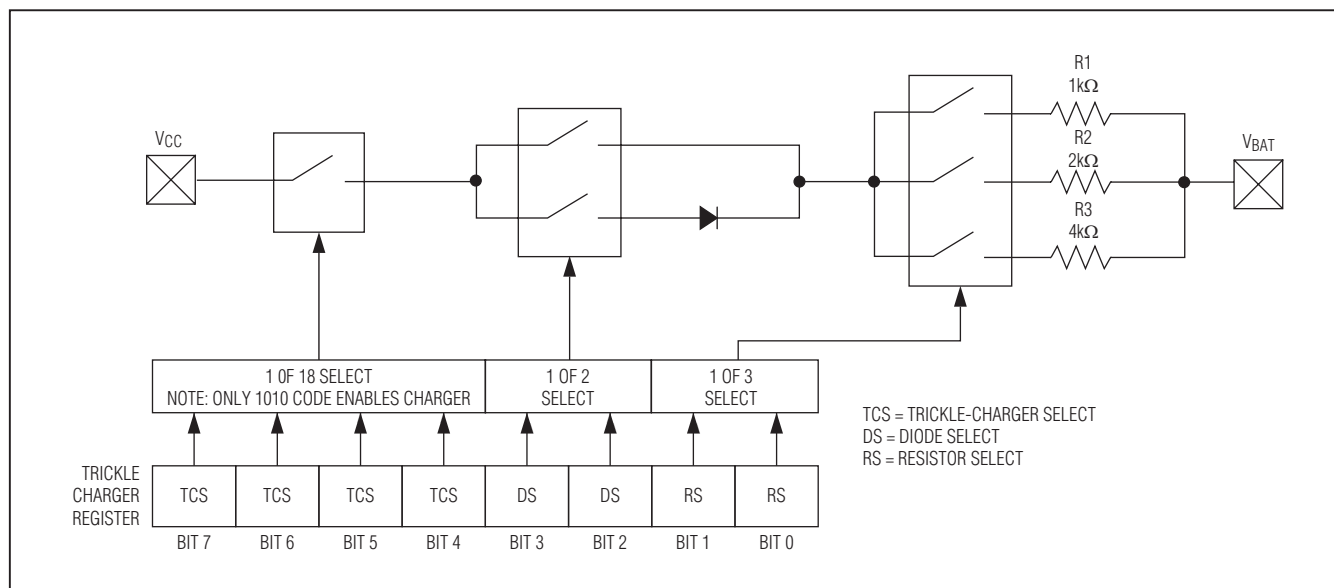 VCC
R1
1kΩ
R2
2kΩ
R3
4kΩ
VBAT
1 OF 18 SELECT
NOTE: ONLY 1010 CODE ENABLES CHARGER
1 OF 2
SELECT
1 OF 3
SELECT
TCS = TRICKLE-CHARGER SELECT
DS = DIODE SELECT
RS = RESISTOR SELECT
TRICKLE
CHARGER
REGISTER
TCS
TCS
TCS
TCS
DS
DS
RS
RS
BIT 7
BIT 6
BIT 5
BIT 4
BIT 3
BIT 2
BIT 1
BIT 0